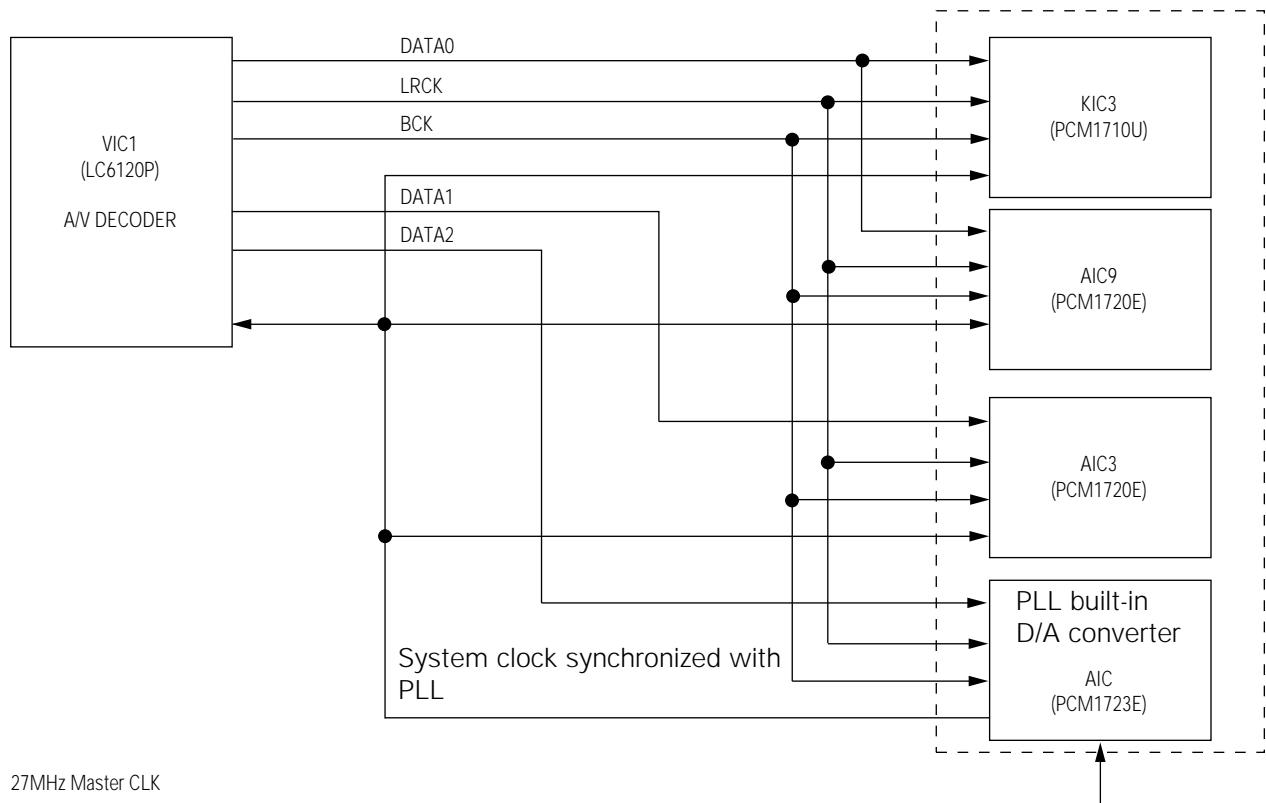 DATA0
LRCK
BCK
DATA1
DATA2
VIC1
(LC6120P)
A/V DECODER
KIC3
(PCM1710U)
AIC9
(PCM1720E)
AIC3
(PCM1720E)
PLL built-in
D/A converter
AIC
(PCM1723E)
System clock synchronized with
PLL
27MHz Master CLK